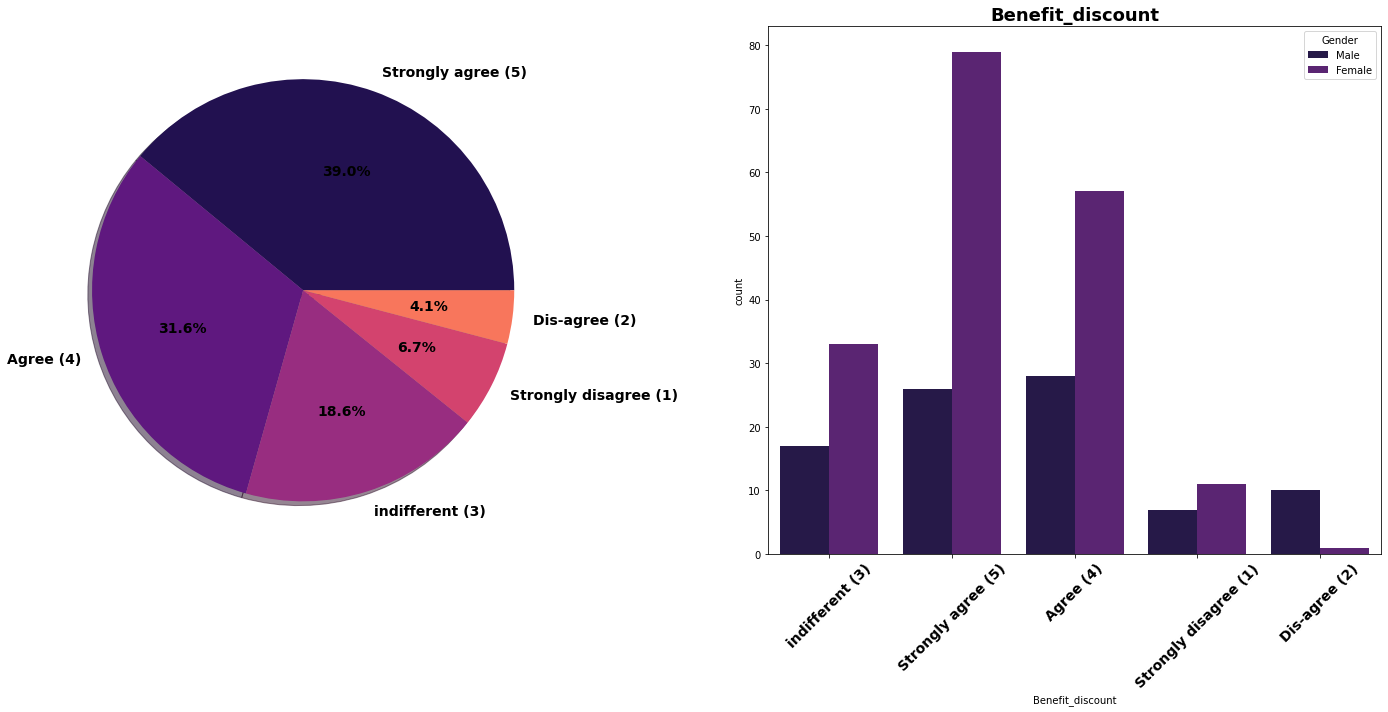 Strongly agree (5)
39.0%
31.6%
Agree (4)
4.1%
Dis-agree (2)
6.7%
Strongly disagree (1)
18.6%
indifferent (3)
Benefit_discount
Gender
Male
Female
count
80
70
60
50
40
30
20
10
0
indifferent (3)
Strongly agree (5)
Agree (4)
Strongly disagree (1)
Dis-agree (2)
Benefit_discount